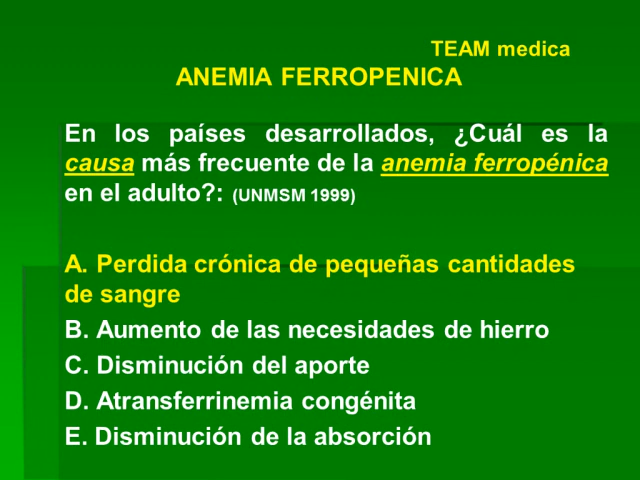 TEAM medica
ANEMIA FERROPENICA
En los países desarrollados, ¿Cuál es la
causa más frecuente de la anemia ferropénica
en el adulto?: (UNMSM 1999)
A. Perdida crónica de pequeñas cantidades
de sangre
B. Aumento de las necesidades de hierro
C. Disminución del aporte
D. Atransferrinemia congénita
E. Disminución de la absorción